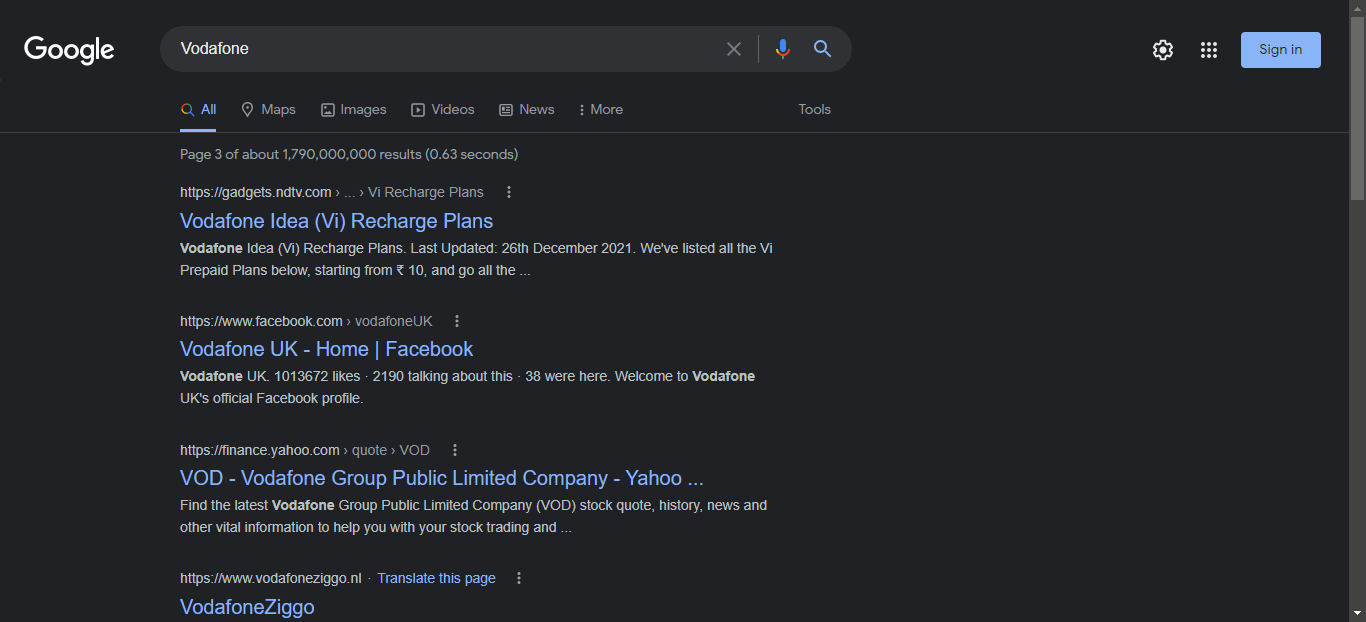 Google
Vodafone
Sign in
All Maps Images Videos News More Tools
Page 3 of about 1,790,000,000 results (0.63 seconds)
https://gadgets.ndtv.com › ... › Vi Recharge Plans
Vodafone Idea (Vi) Recharge Plans
Vodafone Idea (Vi) Recharge Plans. Last Updated: 26th December 2021. We've listed all the Vi
Prepaid Plans below, starting from ₹ 10, and go all the ...
https://www.facebook.com › vodafoneUK
Vodafone UK - Home | Facebook
Vodafone UK. 1013672 likes · 2190 talking about this · 38 were here. Welcome to Vodafone
UK's official Facebook profile.
https://finance.yahoo.com › quote › VOD
VOD - Vodafone Group Public Limited Company - Yahoo ...
Find the latest Vodafone Group Public Limited Company (VOD) stock quote, history, news and
other vital information to help you with your stock trading and ...
https://www.vodafoneziggo.nl · Translate this page
VodafoneZiggo